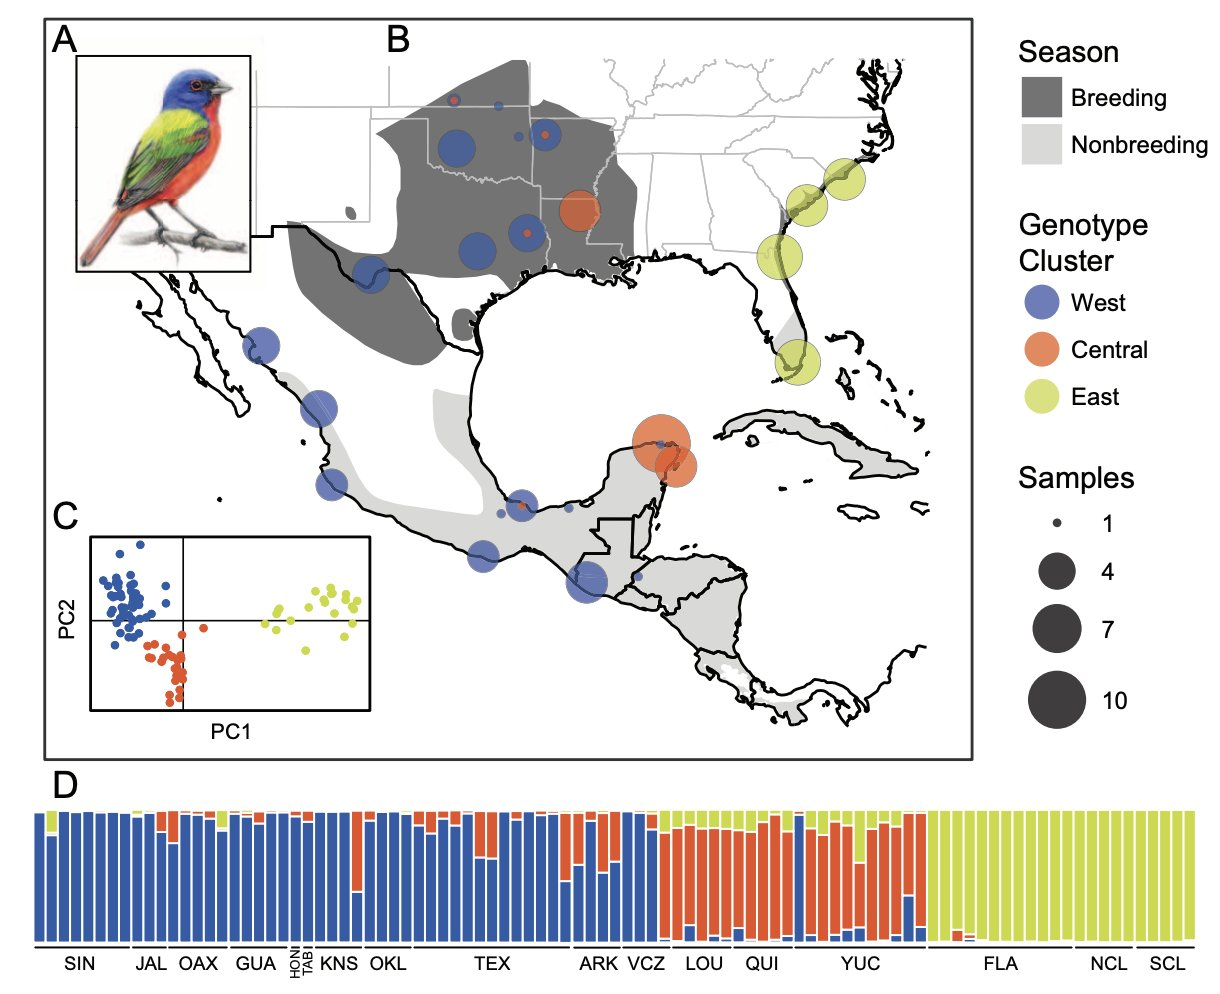 A
B
Season
Breeding
Nonbreeding
Genotype
Cluster
West
Central
East
Samples
1
4
7
10
C
PC2
PC1
D
SIN JAL OAX GUA HON TAB KNS OKL TEX ARK VCZ LOU QUI YUC FLA NCL SCL